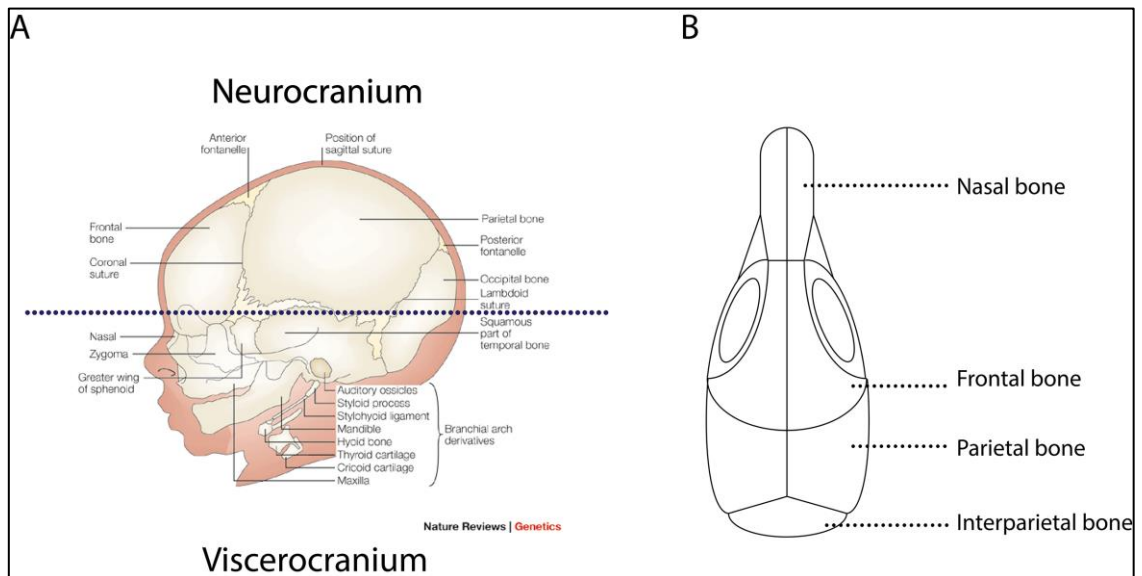 A
B
Neurocranium
Anterior
fontanelle
Position of
sagittal suture
Frontal
bone
Coronal
suture
Parietal bone
Posterior
fontanelle
Occipital bone
Lambdoid
suture
Squamous
part of
temporal bone
Nasal
Zygoma
Greater wing
of sphenoid
Auditory ossicles
Styloid process
Stylohyoid ligament
Mandible
Hyoid bone
Thyroid cartilage
Cricoid cartilage
Maxilla
Branchial arch
derivatives
Nature Reviews | Genetics
Viscerocranium
Nasal bone
Frontal bone
Parietal bone
Interparietal bone